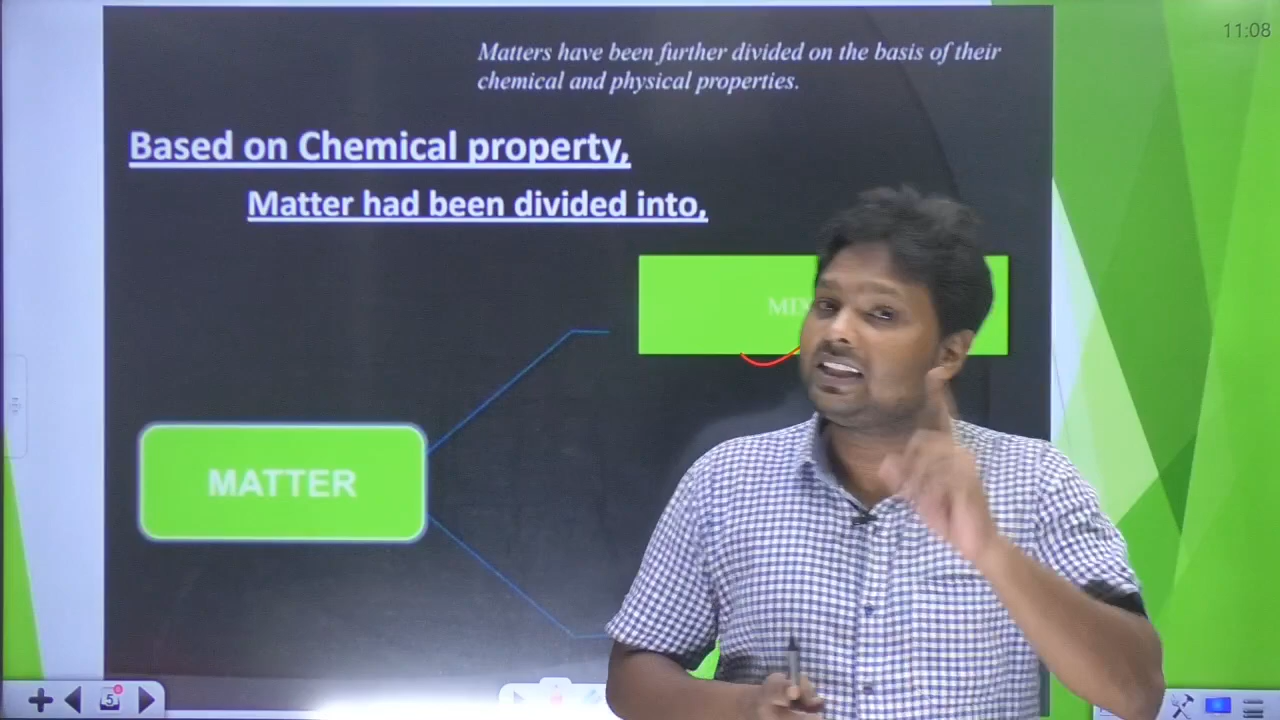 11:08
Matters have been further divided on the basis of their
chemical and physical properties.
Based on Chemical property,
Matter had been divided into,
MATTER
5